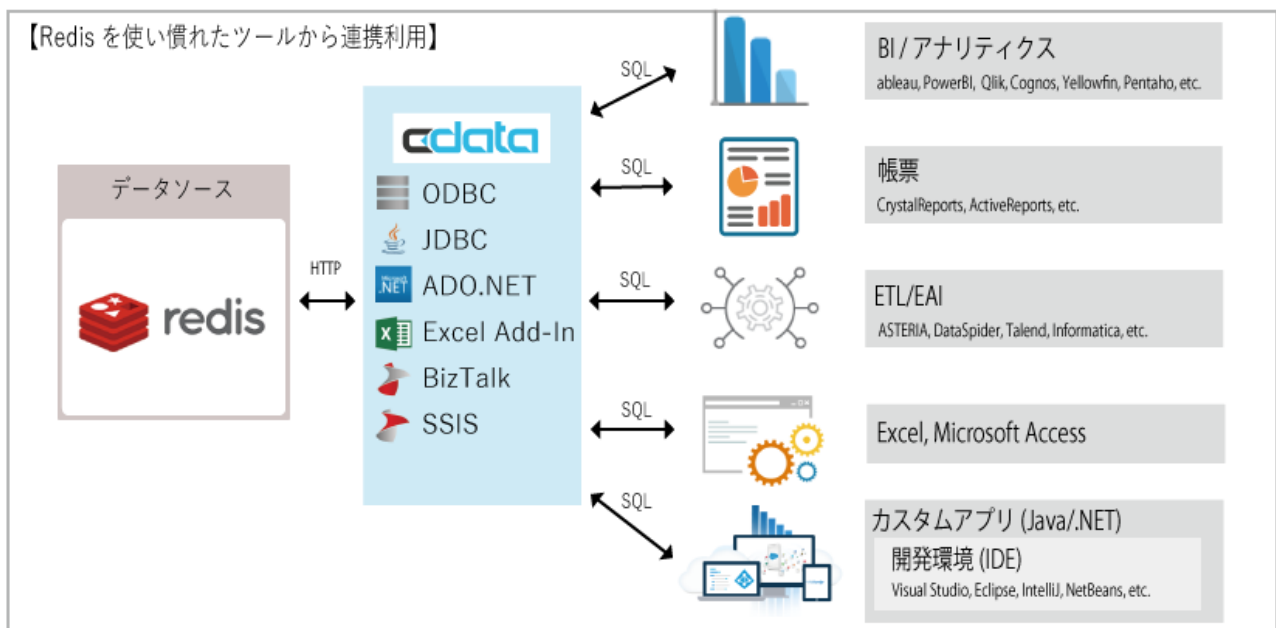 【Redis を使い慣れたツールから連携利用】
データソース
redis
HTTP
cdata
ODBC
JDBC
Microsoft
.NET
ADO.NET
Excel Add-In
BizTalk
SSIS
SQL
BI / アナリティクス
ableau, PowerBI, Qlik, Cognos, Yellowfin, Pentaho, etc.
SQL
帳票
CrystalReports, ActiveReports, etc.
SQL
ETL/EAI
ASTERIA, DataSpider, Talend, Informatica, etc.
SQL
Excel, Microsoft Access
SQL
カスタムアプリ (Java/.NET)
開発環境 (IDE)
Visual Studio, Eclipse, IntelliJ, NetBeans, etc.